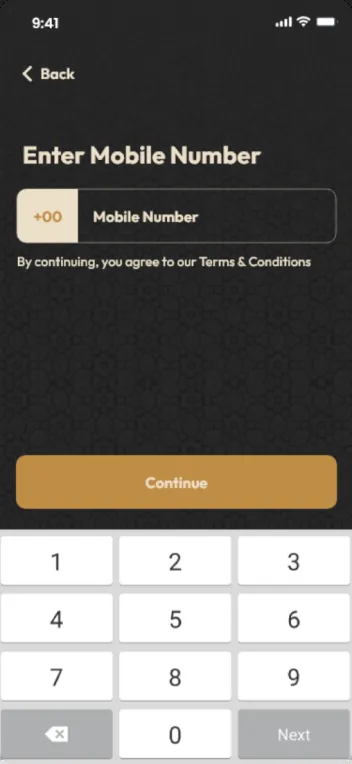 9:41
Back
Enter Mobile Number
+00 Mobile Number
By continuing, you agree to our Terms & Conditions
Continue
1 2 3
4 5 6
7 8 9
0 Next